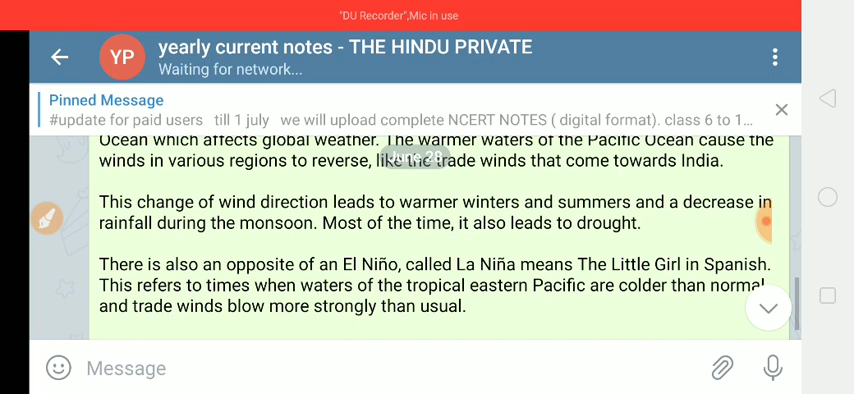 "DU Recorder",Mic in use
YP
yearly current notes - THE HINDU PRIVATE
Waiting for network...
Pinned Message
#update for paid users till 1 july we will upload complete NCERT NOTES ( digital format). class 6 to 1...
Ocean which affects global weather. The warmer waters of the Pacific Ocean cause the
June 28
winds in various regions to reverse, like the trade winds that come towards India.
This change of wind direction leads to warmer winters and summers and a decrease in
rainfall during the monsoon. Most of the time, it also leads to drought.
There is also an opposite of an El Niño, called La Niña means The Little Girl in Spanish.
This refers to times when waters of the tropical eastern Pacific are colder than normal
and trade winds blow more strongly than usual.
Message